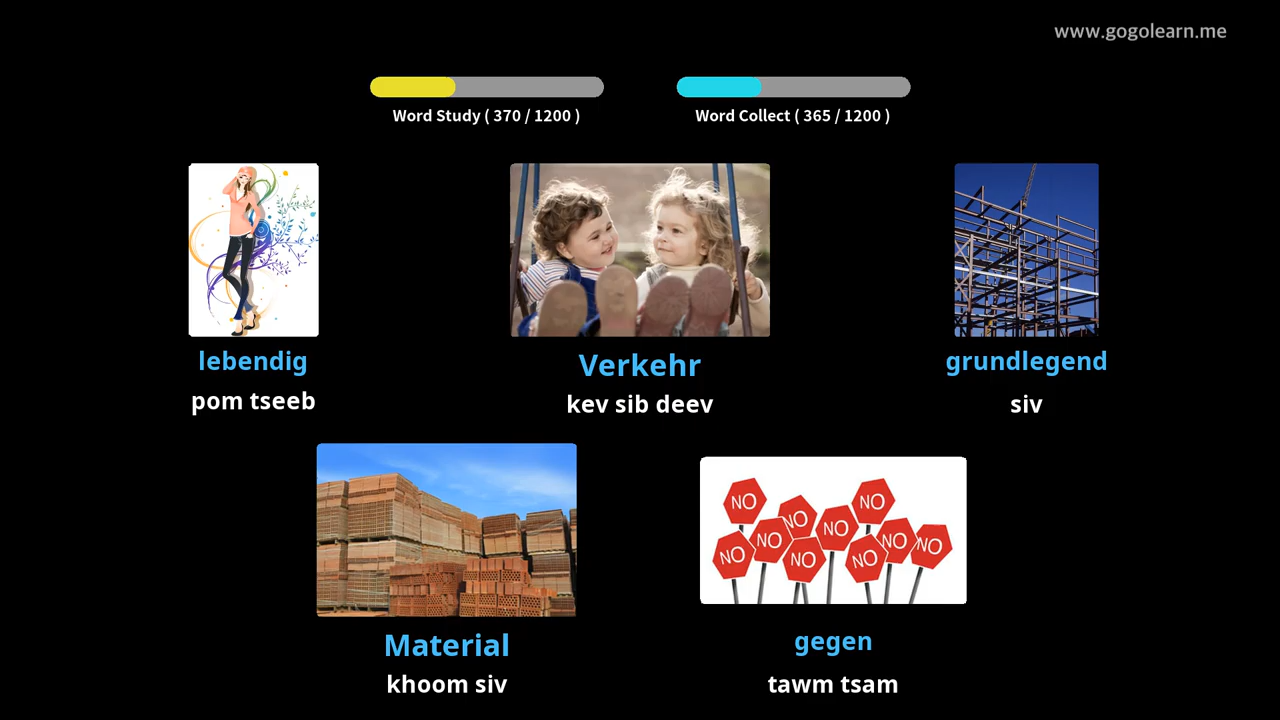 www.gogolearn.me
Word Study ( 370 / 1200 )
Word Collect ( 365 / 1200 )
lebendig
pom tseeb
Verkehr
kev sib deev
grundlegend
siv
Material
khoom siv
NO
NO
NO
NO
NO
NO
NO
NO
NO
NO
gegen
tawm tsam